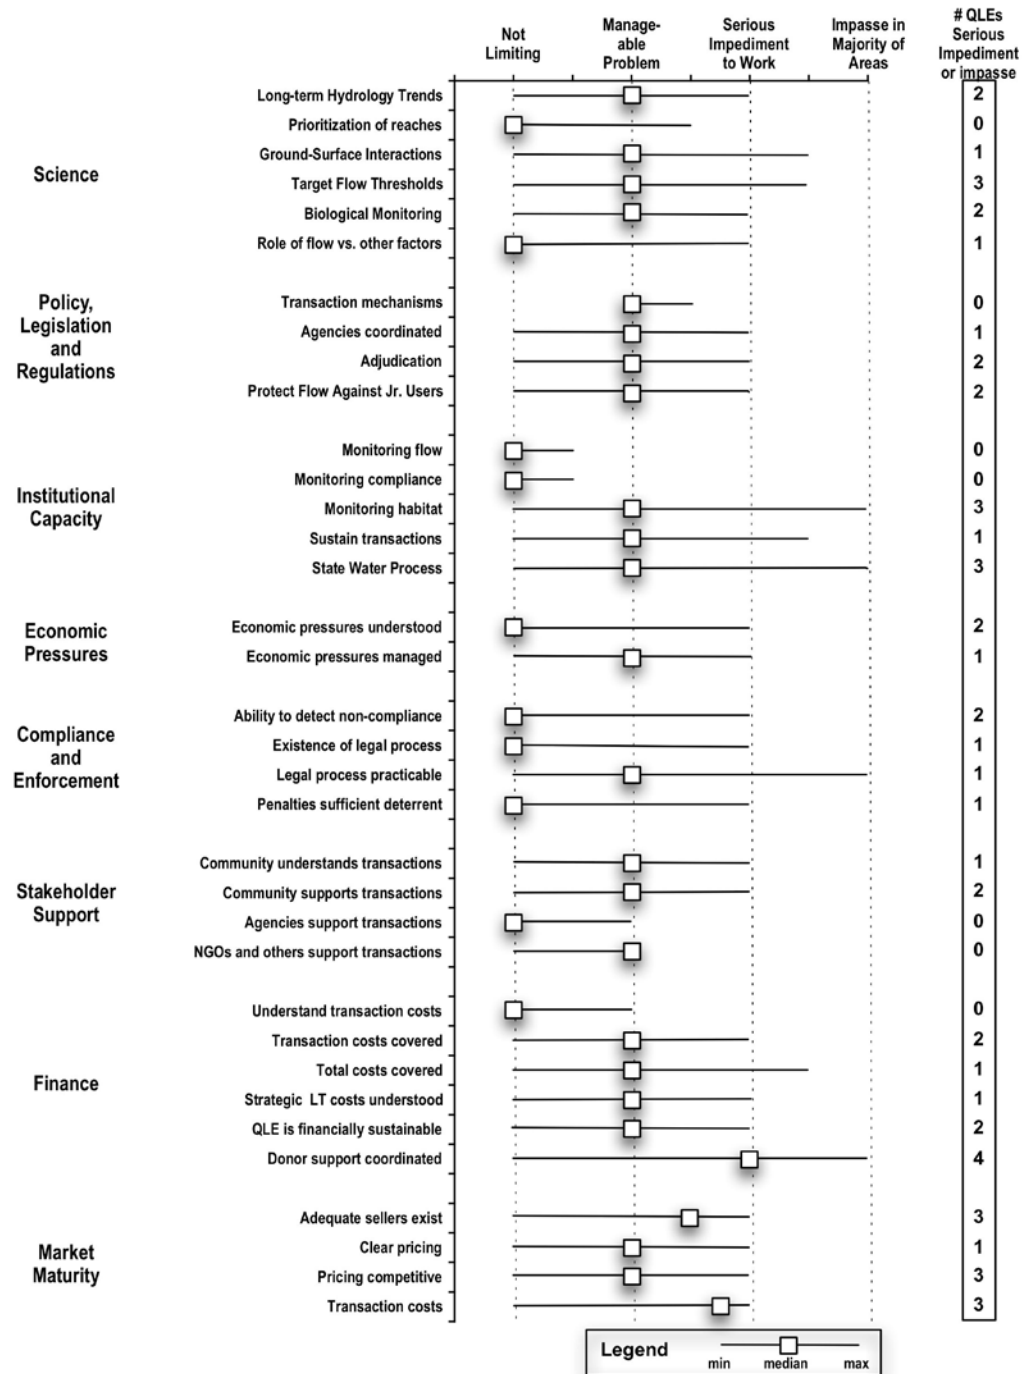 Not
Limiting
Manage-
able
Problem
Serious
Impediment
to Work
Impasse in
Majority of
Areas
# QLEs
Serious
Impediment
or impasse
Science
Long-term Hydrology Trends 2
Prioritization of reaches 0
Ground-Surface Interactions 1
Target Flow Thresholds 3
Biological Monitoring 2
Role of flow vs. other factors 1
Policy,
Legislation
and
Regulations
Transaction mechanisms 0
Agencies coordinated 1
Adjudication 2
Protect Flow Against Jr. Users 2
Institutional
Capacity
Monitoring flow 0
Monitoring compliance 0
Monitoring habitat 3
Sustain transactions 1
State Water Process 3
Economic
Pressures
Economic pressures understood 2
Economic pressures managed 1
Compliance
and
Enforcement
Ability to detect non-compliance 2
Existence of legal process 1
Legal process practicable 1
Penalties sufficient deterrent 1
Stakeholder
Support
Community understands transactions 1
Community supports transactions 2
Agencies support transactions 0
NGOs and others support transactions 0
Finance
Understand transaction costs 0
Transaction costs covered 2
Total costs covered 1
Strategic LT costs understood 1
QLE is financially sustainable 2
Donor support coordinated 4
Market
Maturity
Adequate sellers exist 3
Clear pricing 1
Pricing competitive 3
Transaction costs 3
Legend
min median max